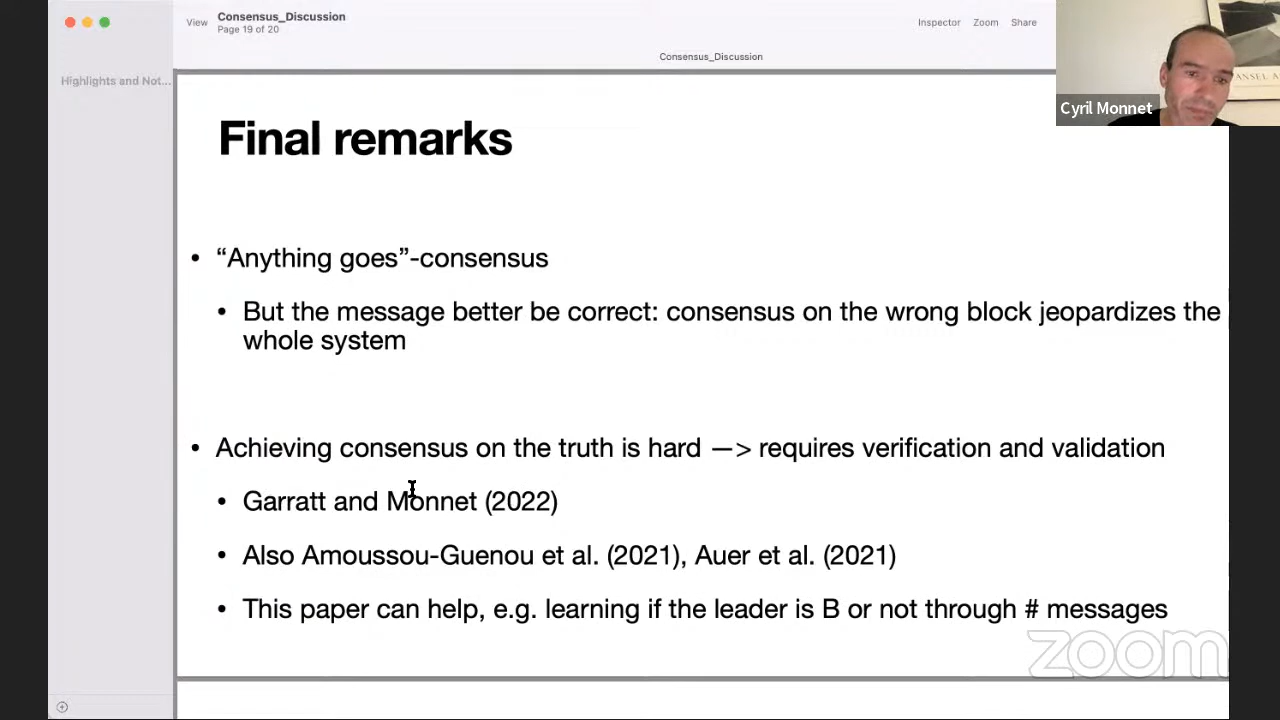 View
Consensus_Discussion
Page 19 of 20
Inspector
Zoom
Share
Consensus_Discussion
Highlights and Not...
ANSEL A
Cyril Monnet
Final remarks
• “Anything goes”-consensus
• But the message better be correct: consensus on the wrong block jeopardizes the
whole system
• Achieving consensus on the truth is hard —> requires verification and validation
• Garratt and Monnet (2022)
• Also Amoussou-Guenou et al. (2021), Auer et al. (2021)
• This paper can help, e.g. learning if the leader is B or not through # messages
zoom